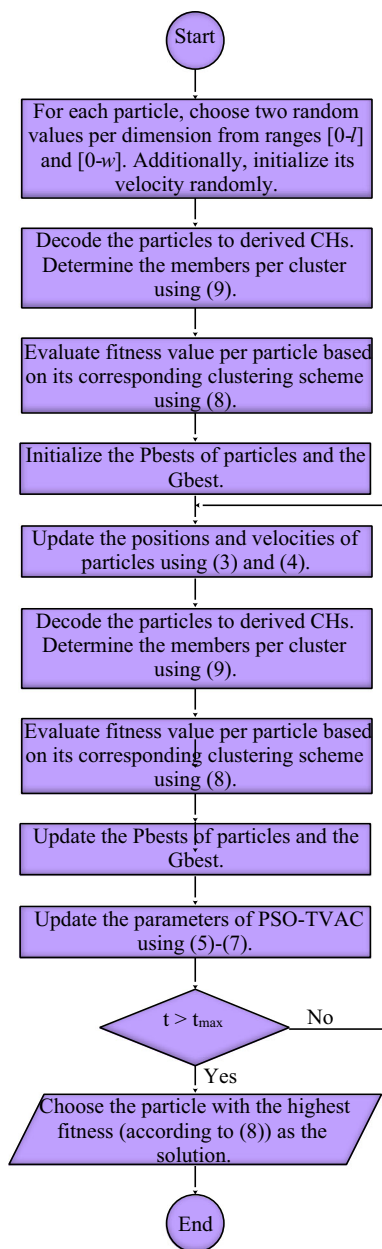 Start
For each particle, choose two random
values per dimension from ranges [0-l]
and [0-w]. Additionally, initialize its
velocity randomly.
Decode the particles to derived CHs.
Determine the members per cluster
using (9).
Evaluate fitness value per particle based
on its corresponding clustering scheme
using (8).
Initialize the Pbests of particles and the
Gbest.
Update the positions and velocities of
particles using (3) and (4).
Decode the particles to derived CHs.
Determine the members per cluster
using (9).
Evaluate fitness value per particle based
on its corresponding clustering scheme
using (8).
Update the Pbests of particles and the
Gbest.
Update the parameters of PSO-TVAC
using (5)-(7).
t > tmax
No
Yes
Choose the particle with the highest
fitness (according to (8)) as the
solution.
End